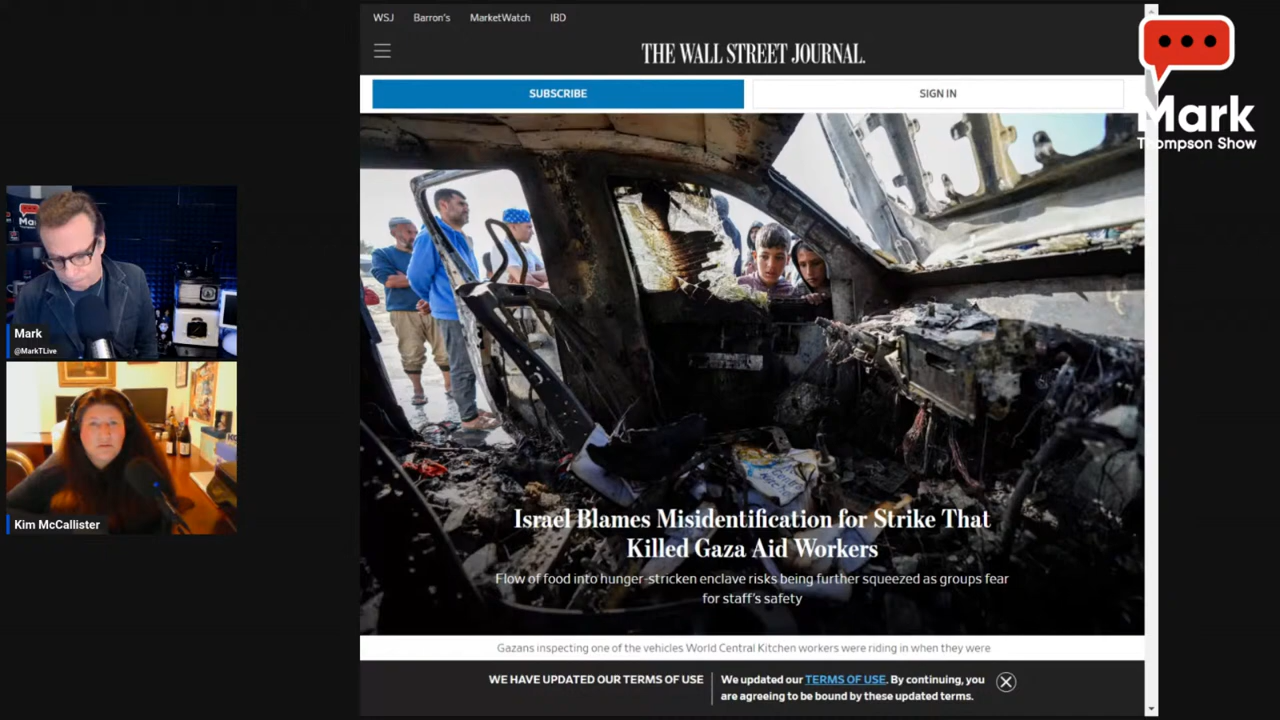 WSJ Barron's MarketWatch IBD
THE WALL STREET JOURNAL.
SUBSCRIBE
SIGN IN
Mark
Thompson Show
Mark
@MarkTLive
Kim McCallister
Israel Blames Misidentification for Strike That
Killed Gaza Aid Workers
Flow of food into hunger-stricken enclave risks being further squeezed as groups fear
for staff's safety
Gazans inspecting one of the vehicles World Central Kitchen workers were riding in when they were
WE HAVE UPDATED OUR TERMS OF USE
We updated our TERMS OF USE. By continuing, you
are agreeing to be bound by these updated terms.